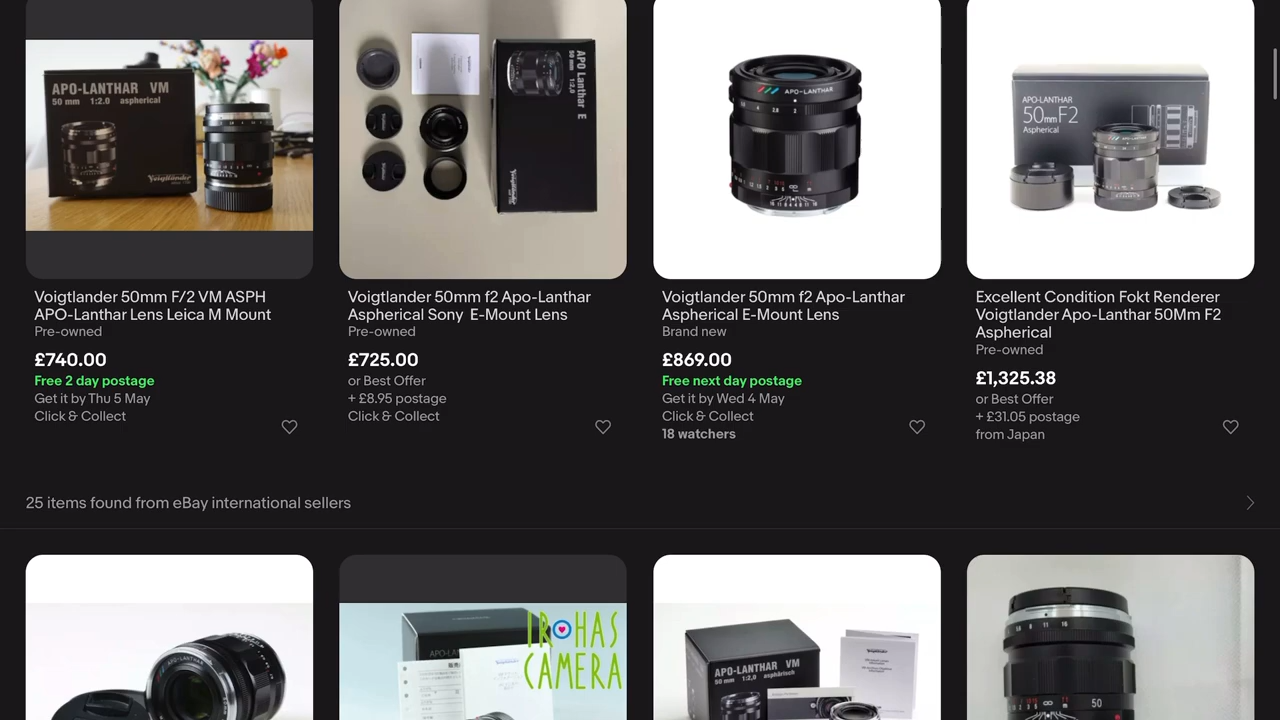 APO-LANTHAR VM
50 mm 1:2.0 aspherical
Voigtländer
APO Lanthar E
50 mm 1:2,0
Voigtländer
APO-LANTHAR
APO-LANTHAR
50mmF2
Aspherical
Voigtlander 50mm F/2 VM ASPH
APO-Lanthar Lens Leica M Mount
Pre-owned
£740.00
Free 2 day postage
Get it by Thu 5 May
Click & Collect
Voigtlander 50mm f2 Apo-Lanthar
Aspherical Sony E-Mount Lens
Pre-owned
£725.00
or Best Offer
+ £8.95 postage
Click & Collect
Voigtlander 50mm f2 Apo-Lanthar
Aspherical E-Mount Lens
Brand new
£869.00
Free next day postage
Get it by Wed 4 May
Click & Collect
18 watchers
Excellent Condition Fokt Renderer
Voigtlander Apo-Lanthar 50Mm F2
Aspherical
Pre-owned
£1,325.38
or Best Offer
+ £31.05 postage
from Japan
25 items found from eBay international sellers
IROHAS
CAMERA
APO-LANTHAR VM
50 mm 1:2,0 asphärisch
50